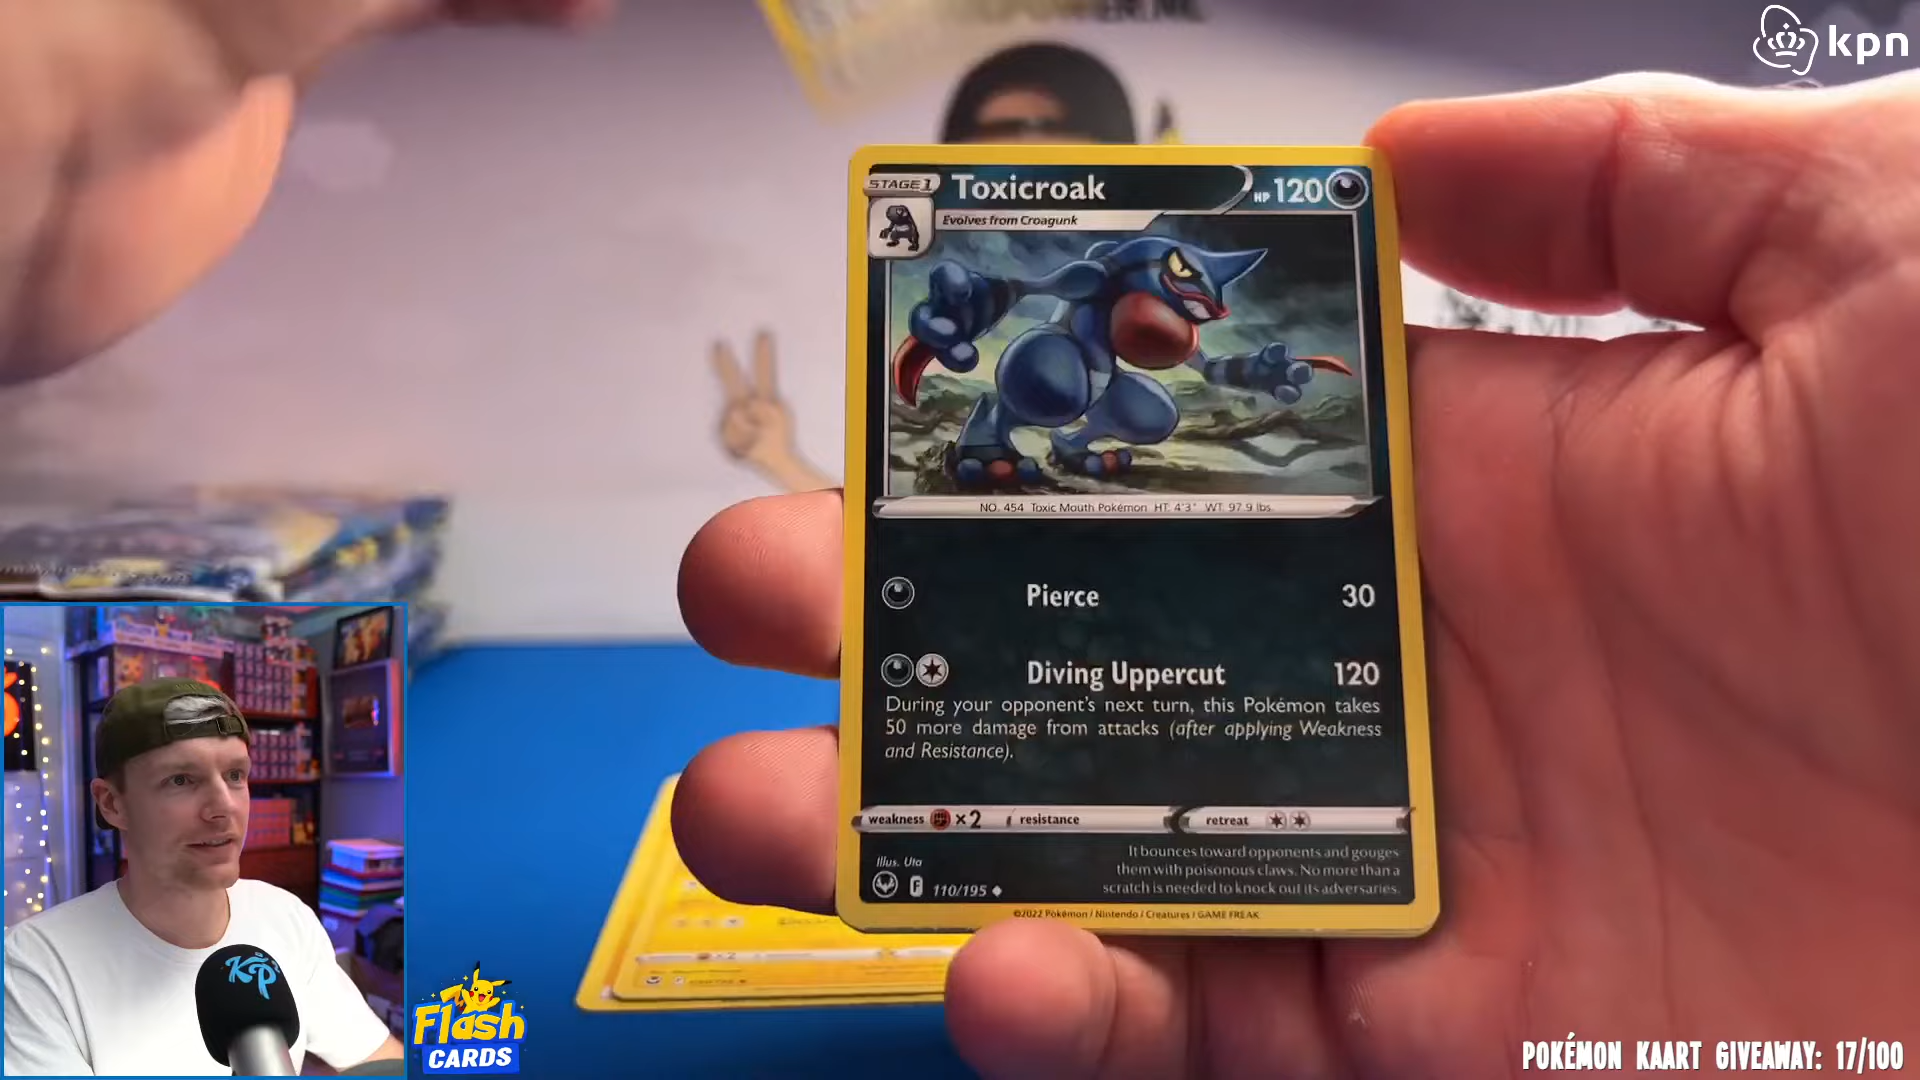 kpn
STAGE 1
Toxicroak
HP 120
Evolves from Croagunk
NO. 454 Toxic Mouth Pokémon HT: 4'3" WT: 97.9 lbs.
Pierce 30
Diving Uppercut 120
During your opponent's next turn, this Pokémon takes
50 more damage from attacks (after applying Weakness
and Resistance).
weakness ×2 resistance retreat
It bounces toward opponents and gouges
them with poisonous claws. No more than a
scratch is needed to knock out its adversaries.
Illus. Uta
F 110/195
©2022 Pokémon / Nintendo / Creatures / GAME FREAK
KP
Flash
CARDS
POKÉMON KAART GIVEAWAY: 17/100